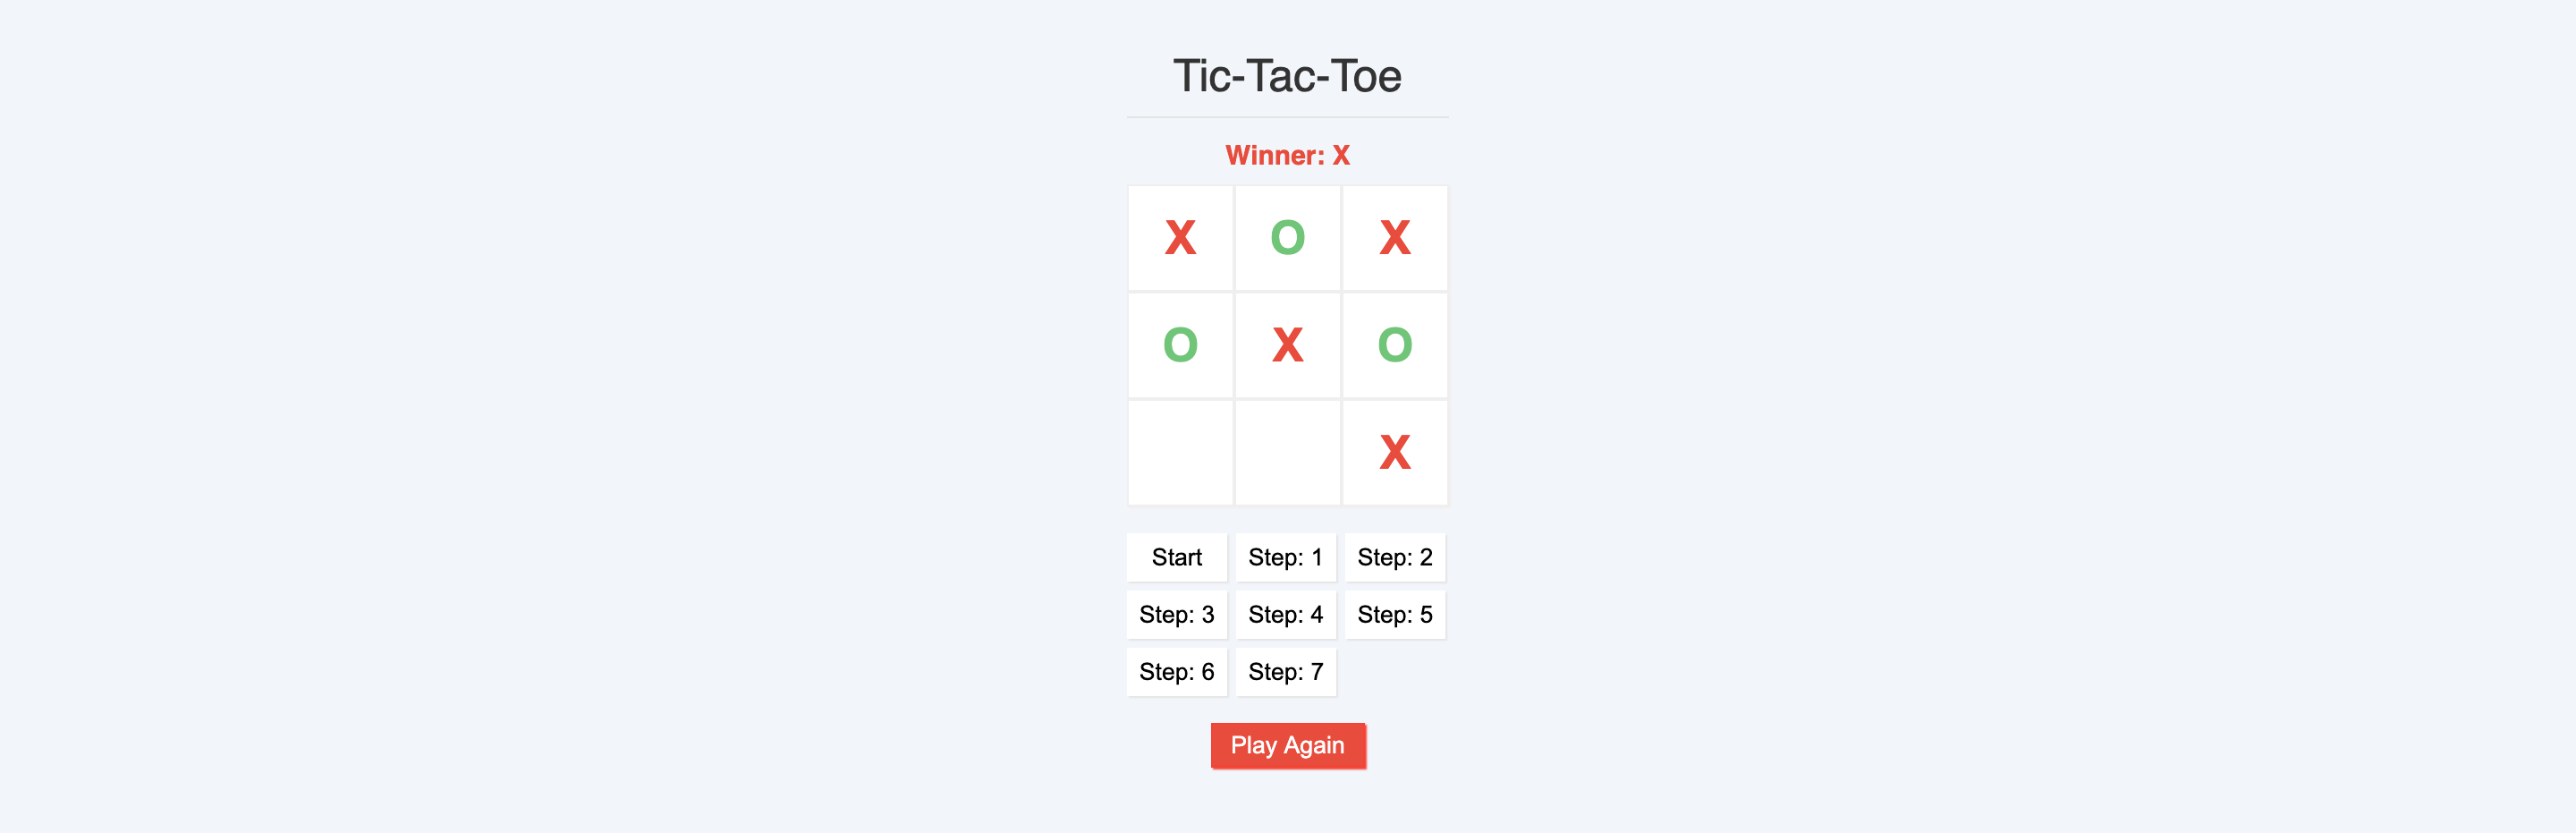 Tic-Tac-Toe
Winner: X
X O X
O X O
X
Start Step: 1 Step: 2
Step: 3 Step: 4 Step: 5
Step: 6 Step: 7
Play Again